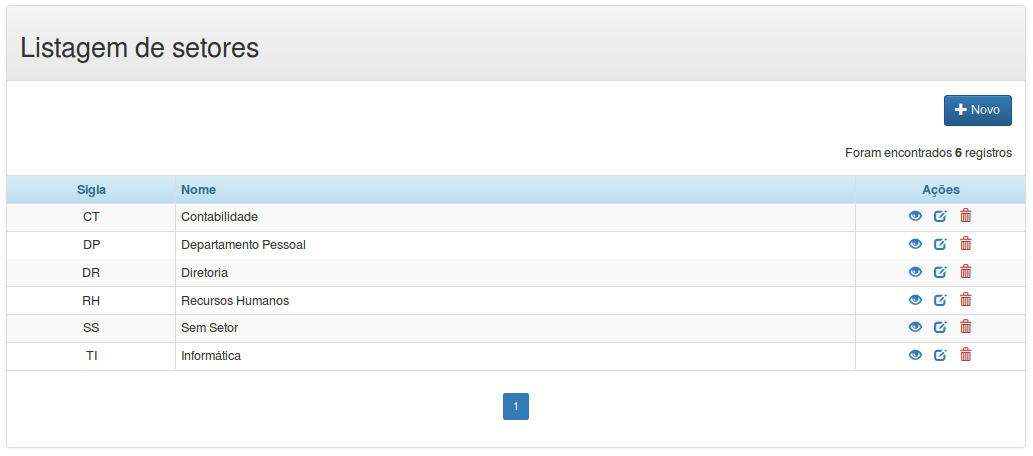 Listagem de setores
Novo
Foram encontrados 6 registros
Sigla Nome Ações
CT Contabilidade
DP Departamento Pessoal
DR Diretoria
RH Recursos Humanos
SS Sem Setor
TI Informática
1